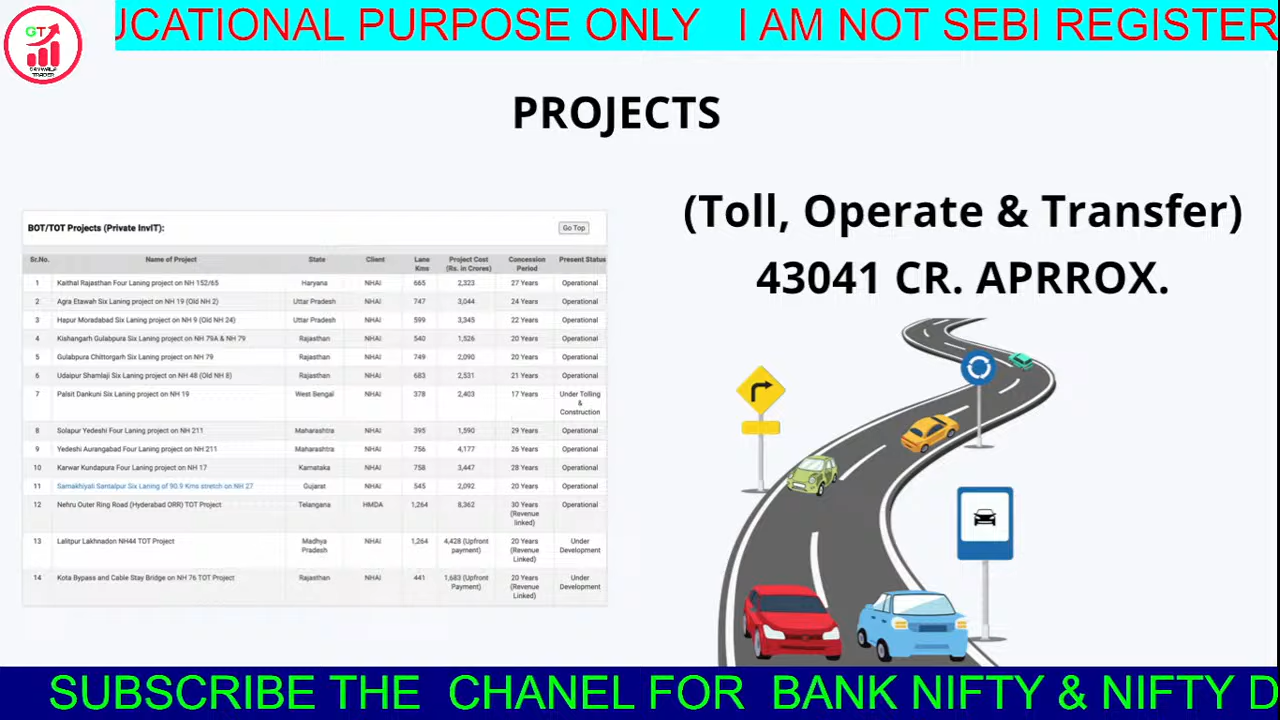 UCATIONAL PURPOSE ONLY I AM NOT SEBI REGISTER
GT
TRADER
PROJECTS
(Toll, Operate & Transfer)
43041 CR. APRROX.
BOT/TOT Projects (Private InvIT):
Go Top
Sr.No. Name of Project State Client Lane Kms Project Cost (Rs. in Crores) Concession Period Present Status
1 Kaithal Rajasthan Four Laning project on NH 152/65 Haryana NHAI 665 2,323 27 Years Operational
2 Agra Etawah Six Laning project on NH 19 (Old NH 2) Uttar Pradesh NHAI 747 3,044 24 Years Operational
3 Hapur Moradabad Six Laning project on NH 9 (Old NH 24) Uttar Pradesh NHAI 599 3,345 22 Years Operational
4 Kishangarh Gulabpura Six Laning project on NH 79A & NH 79 Rajasthan NHAI 540 1,526 20 Years Operational
5 Gulabpura Chittorgarh Six Laning project on NH 79 Rajasthan NHAI 749 2,090 20 Years Operational
6 Udaipur Shamlaji Six Laning project on NH 48 (Old NH 8) Rajasthan NHAI 683 2,531 21 Years Operational
7 Palsit Dankuni Six Laning project on NH 19 West Bengal NHAI 378 2,403 17 Years Under Tolling & Construction
8 Solapur Yedeshi Four Laning project on NH 211 Maharashtra NHAI 395 1,590 29 Years Operational
9 Yedeshi Aurangabad Four Laning project on NH 211 Maharashtra NHAI 756 4,177 26 Years Operational
10 Karwar Kundapura Four Laning project on NH 17 Karnataka NHAI 758 3,447 28 Years Operational
11 Samakhiyali Santalpur Six Laning of 90.9 Kms stretch on NH 27 Gujarat NHAI 545 2,092 20 Years Operational
12 Nehru Outer Ring Road (Hyderabad ORR) TOT Project Telangana HMDA 1,264 8,362 30 Years (Revenue linked) Operational
13 Lalitpur Lakhnadon NH44 TOT Project Madhya Pradesh NHAI 1,264 4,428 (Upfront payment) 20 Years (Revenue Linked) Under Development
14 Kota Bypass and Cable Stay Bridge on NH 76 TOT Project Rajasthan NHAI 441 1,683 (Upfront Payment) 20 Years (Revenue Linked) Under Development
SUBSCRIBE THE CHANEL FOR BANK NIFTY & NIFTY D